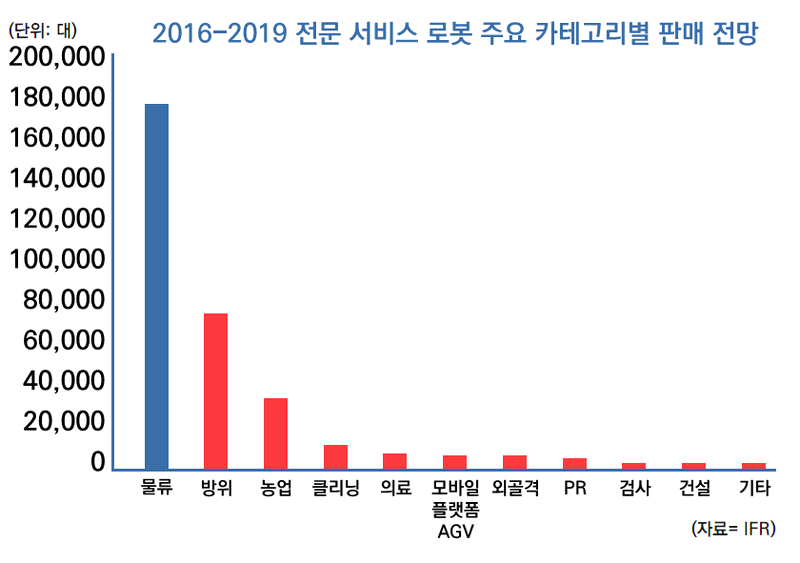 (단위: 대)
2016-2019 전문 서비스 로봇 주요 카테고리별 판매 전망
200,000
180,000
160,000
140,000
120,000
100,000
80,000
60,000
40,000
20,000
0
물류 방위 농업 클리닝 의료 모바일 외골격 PR 검사 건설 기타
플랫폼
AGV
(자료= IFR)